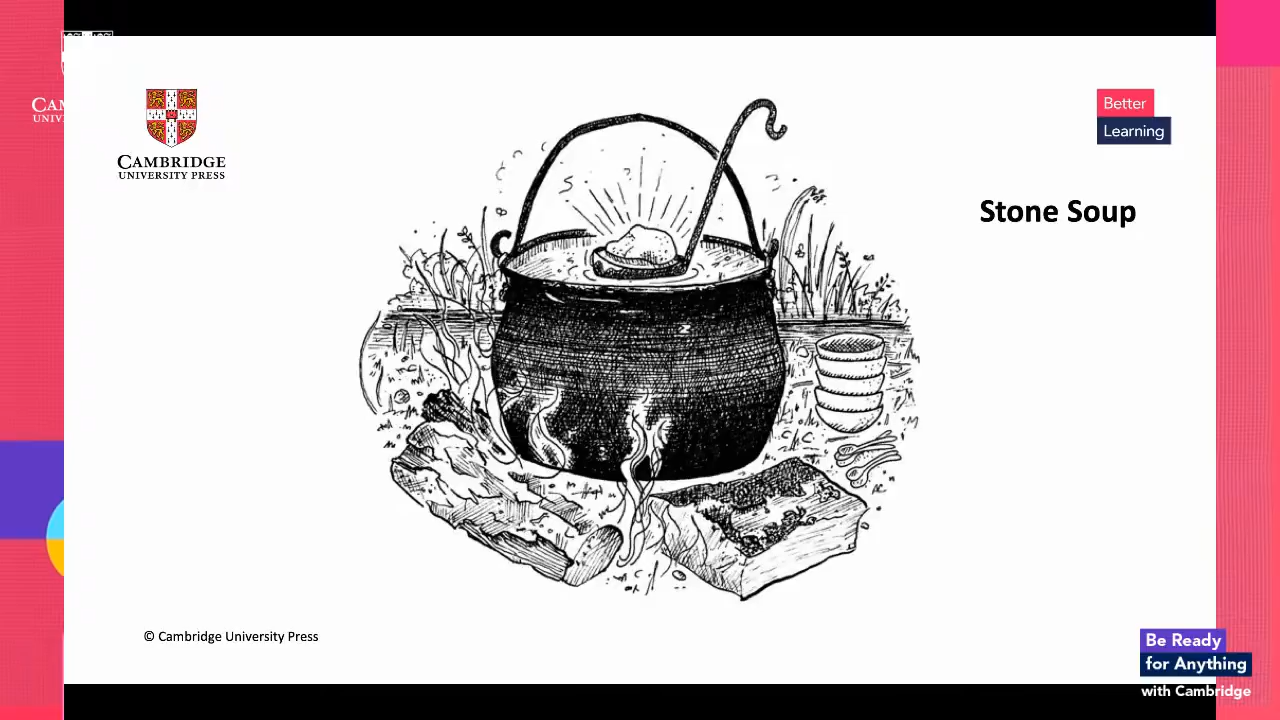 CAMBRIDGE
UNIVERSITY PRESS
Better
Learning
Stone Soup
© Cambridge University Press
Be Ready
for Anything
with Cambridge